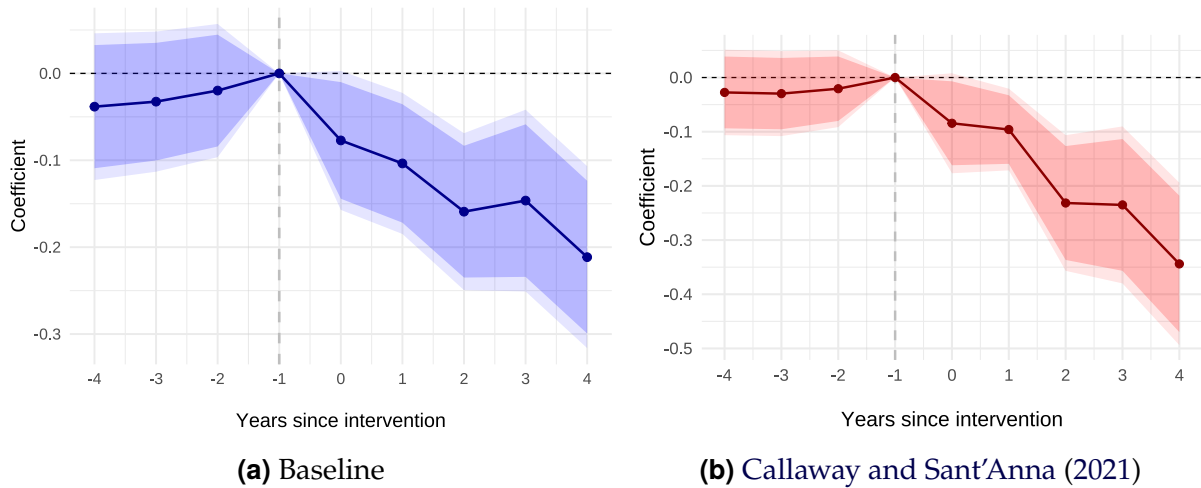 0.0
-0.1
-0.2
-0.3
Coefficient
-4 -3 -2 -1 0 1 2 3 4
Years since intervention
(a) Baseline
0.0
-0.1
-0.2
-0.3
-0.4
-0.5
Coefficient
-4 -3 -2 -1 0 1 2 3 4
Years since intervention
(b) Callaway and Sant'Anna (2021)